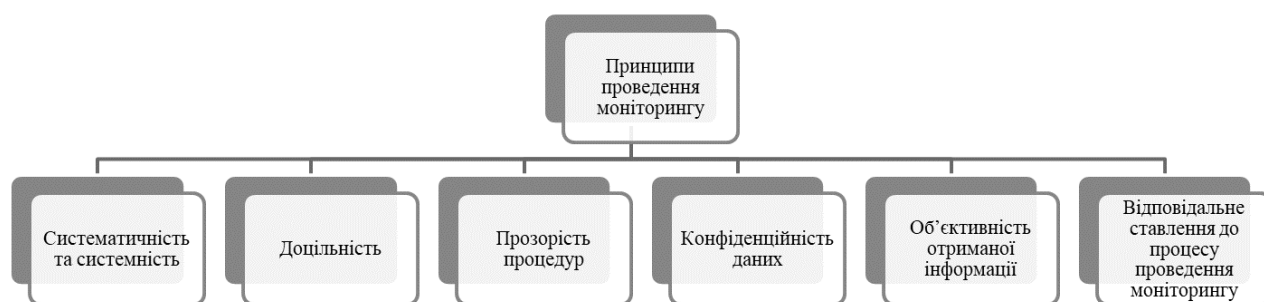 Принципи
проведення
моніторингу
Систематичність
та системність
Доцільність
Прозорість
процедур
Конфіденційність
даних
Об’єктивність
отриманої
інформації
Відповідальне
ставлення до
процесу
проведення
моніторингу